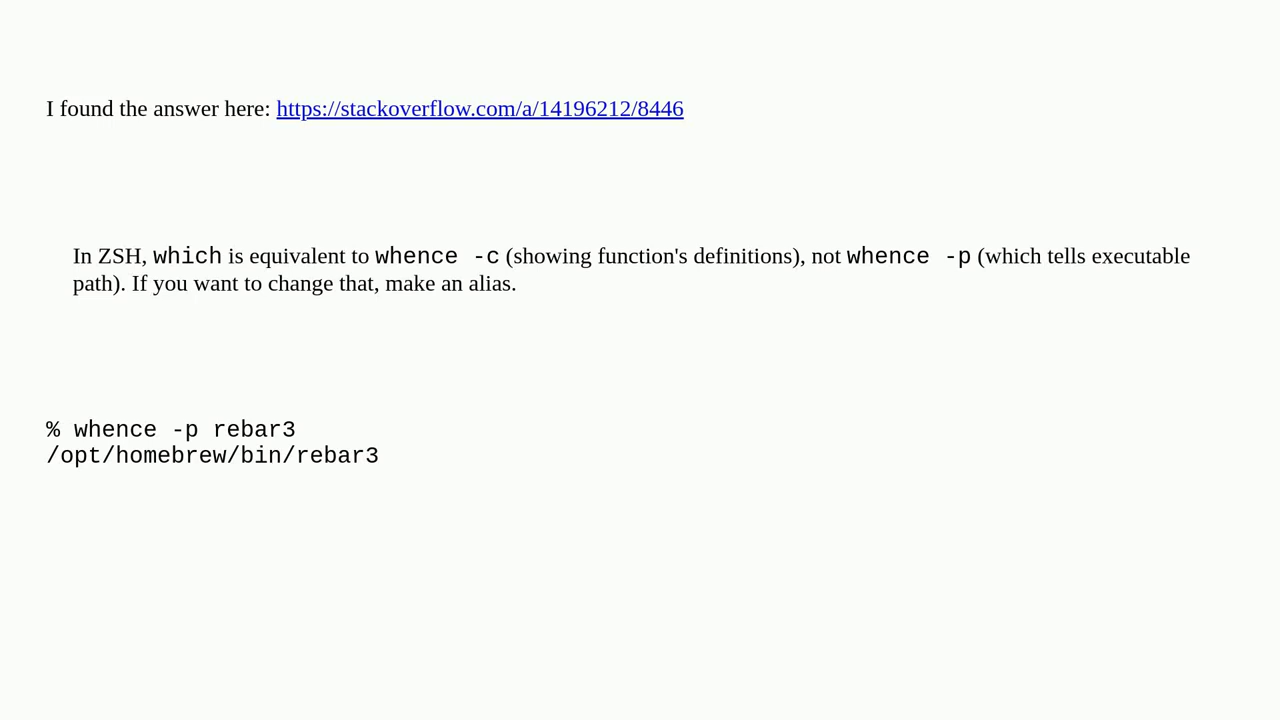 I found the answer here: https://stackoverflow.com/a/14196212/8446
In ZSH, which is equivalent to whence -c (showing function's definitions), not whence -p (which tells executable
path). If you want to change that, make an alias.
% whence -p rebar3
/opt/homebrew/bin/rebar3